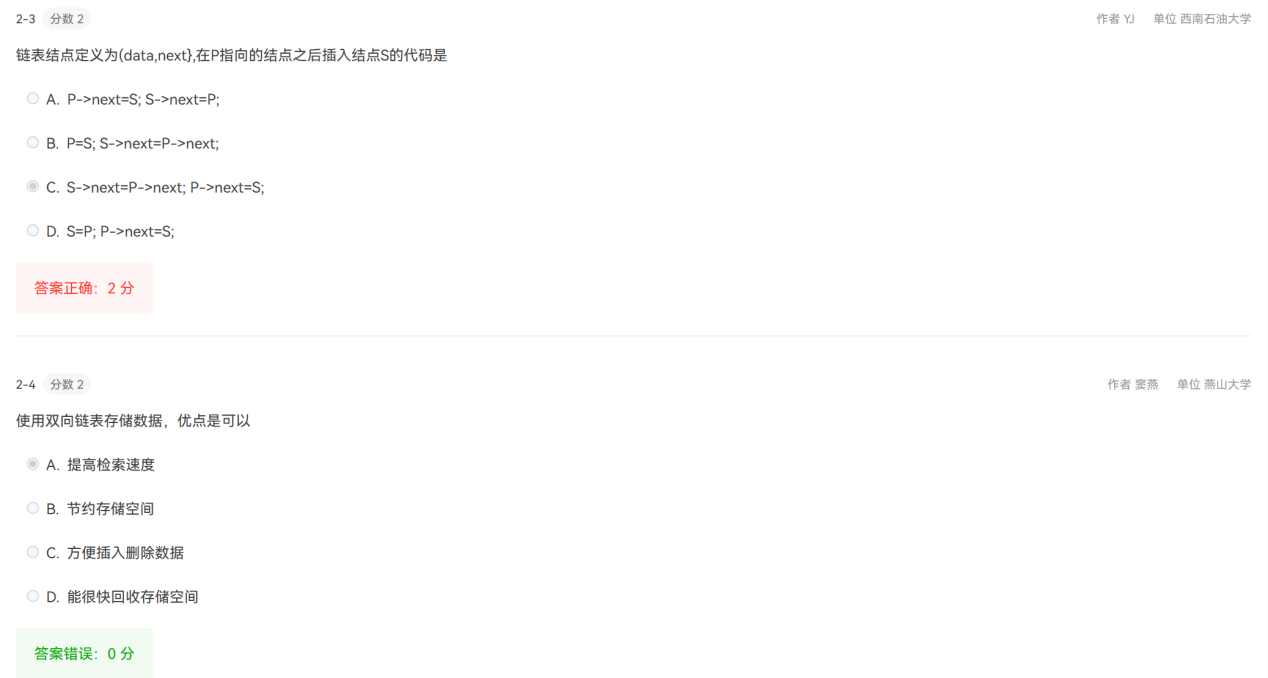 2-3 分数 2 作者 YJ 单位 西南石油大学
链表结点定义为(data,next},在P指向的结点之后插入结点S的代码是
A. P->next=S; S->next=P;
B. P=S; S->next=P->next;
C. S->next=P->next; P->next=S;
D. S=P; P->next=S;
答案正确：2 分
2-4 分数 2 作者 窦燕 单位 燕山大学
使用双向链表存储数据，优点是可以
A. 提高检索速度
B. 节约存储空间
C. 方便插入删除数据
D. 能很快回收存储空间
答案错误：0 分